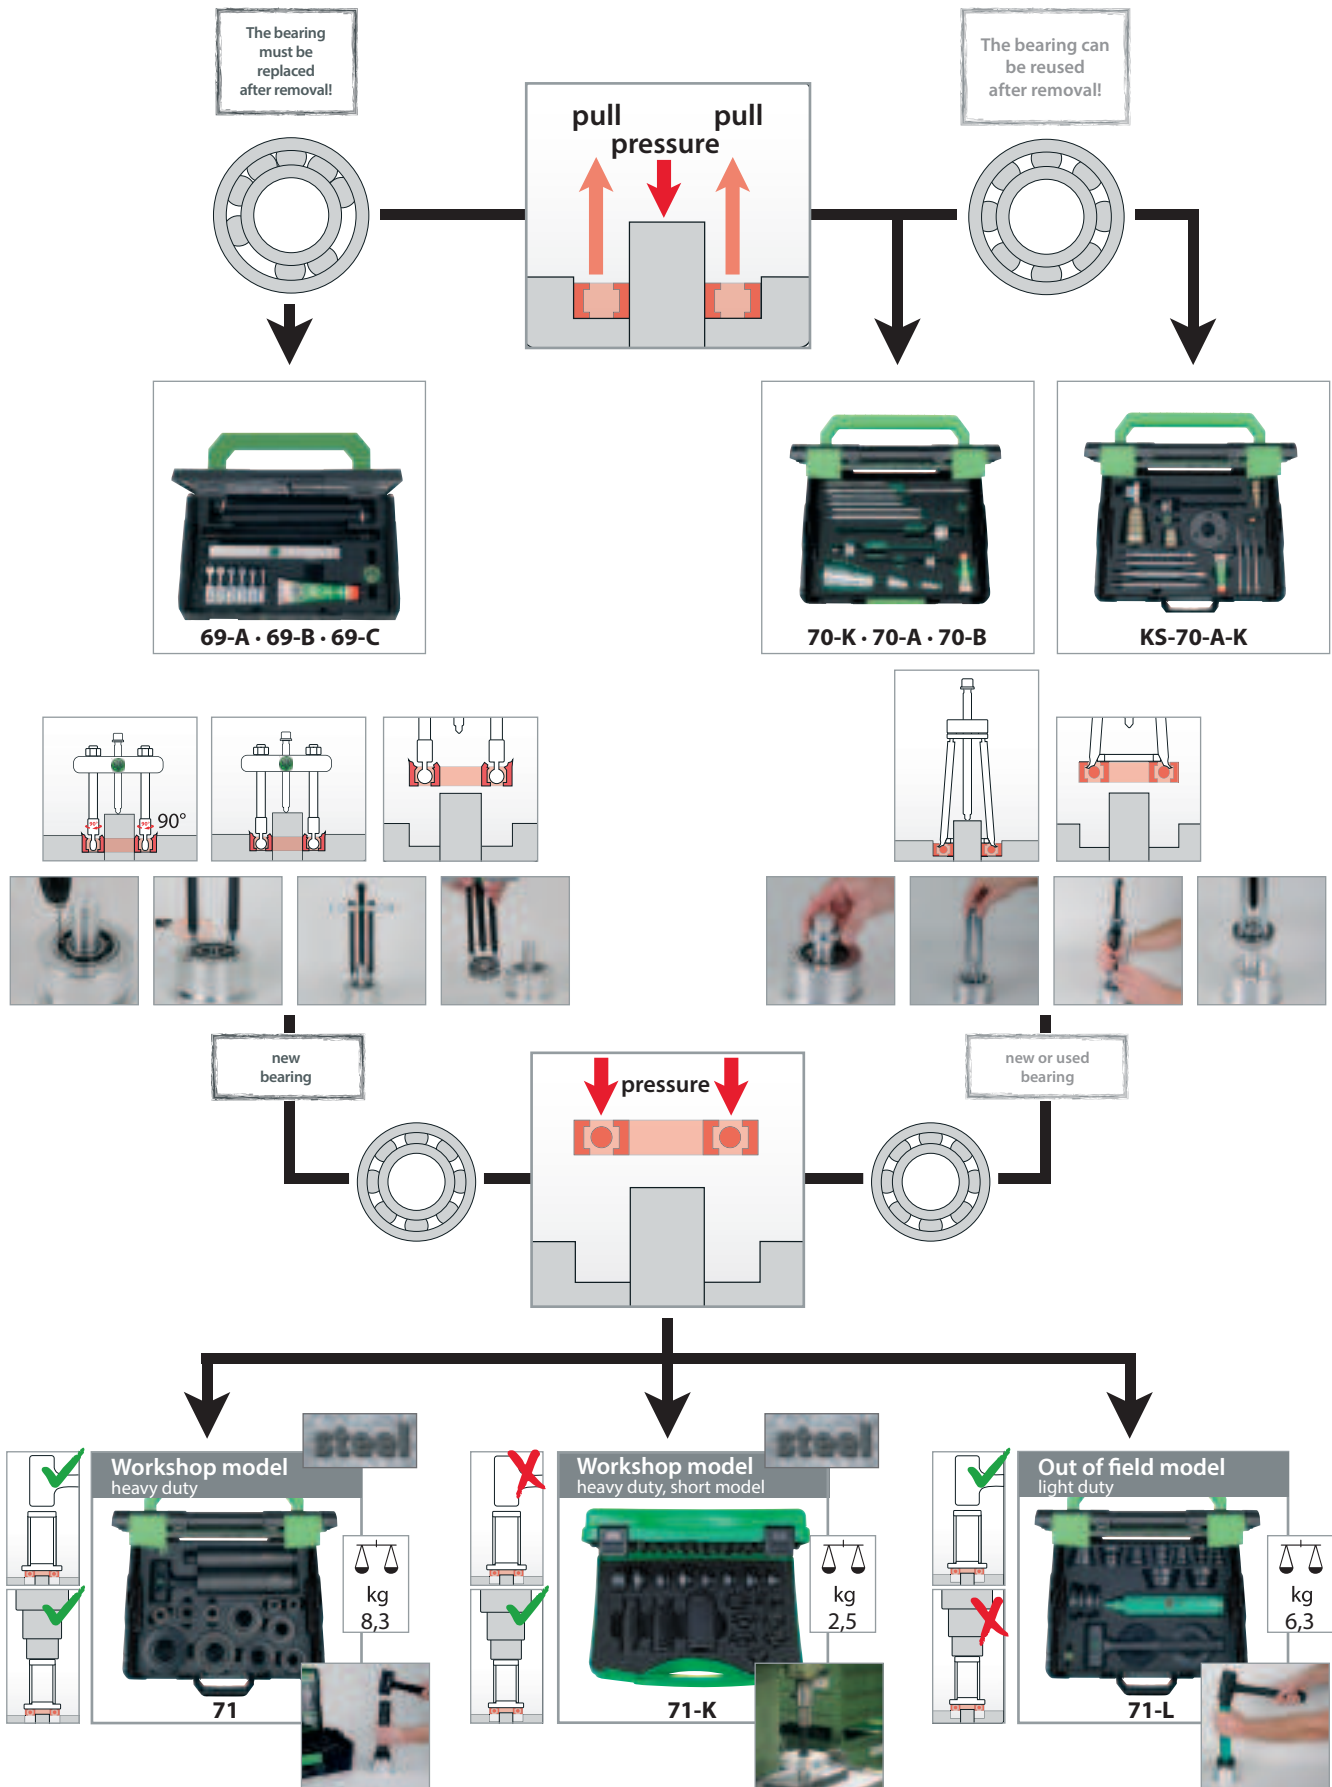 The bearing
must be
replaced
after removal!
The bearing can
be reused
after removal!
pull pull
pressure
69-A · 69-B · 69-C
70-K · 70-A · 70-B
KS-70-A-K
90° 90° 90°
new
bearing
pressure
new or used
bearing
steel
Workshop model
heavy duty
kg
8,3
71
steel
Workshop model
heavy duty, short model
kg
2,5
71-K
Out of field model
light duty
kg
6,3
71-L